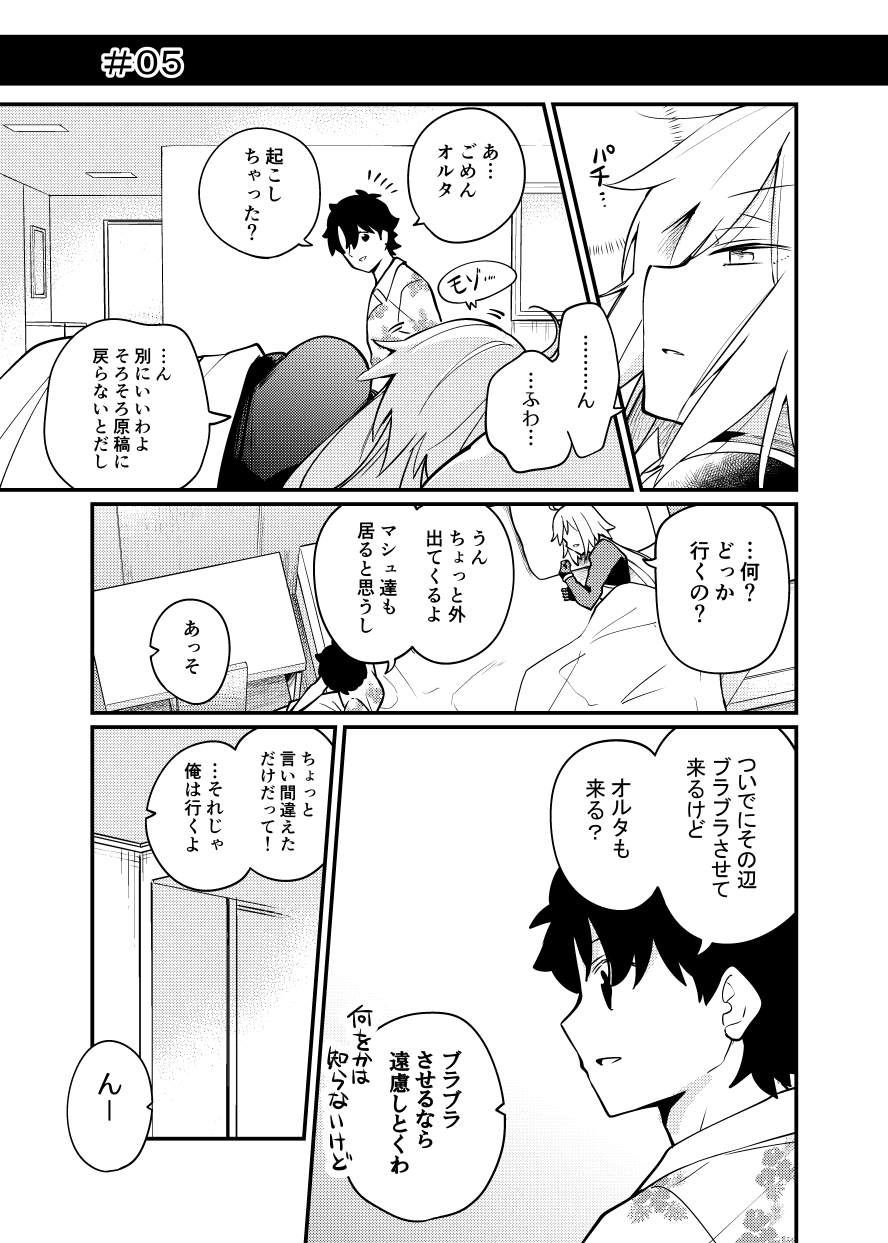 #05
パチ…
あ…
ごめん
オルタ
起こし
ちゃった？
モゾ…
………ん
…ふわ…
…ん
別にいいわよ
そろそろ原稿に
戻らないとだし
…何？
どっか
行くの？
うん
ちょっと外
出てくるよ
マシュ達も
居ると思うし
あっそ
ついでにその辺
ブラブラさせて
来るけど
オルタも
来る？
ブラブラ
させるなら
遠慮しとくわ
何をかは
知らないけど
ちょっと
言い間違えた
だけだって！
…それじゃ
俺は行くよ
んー